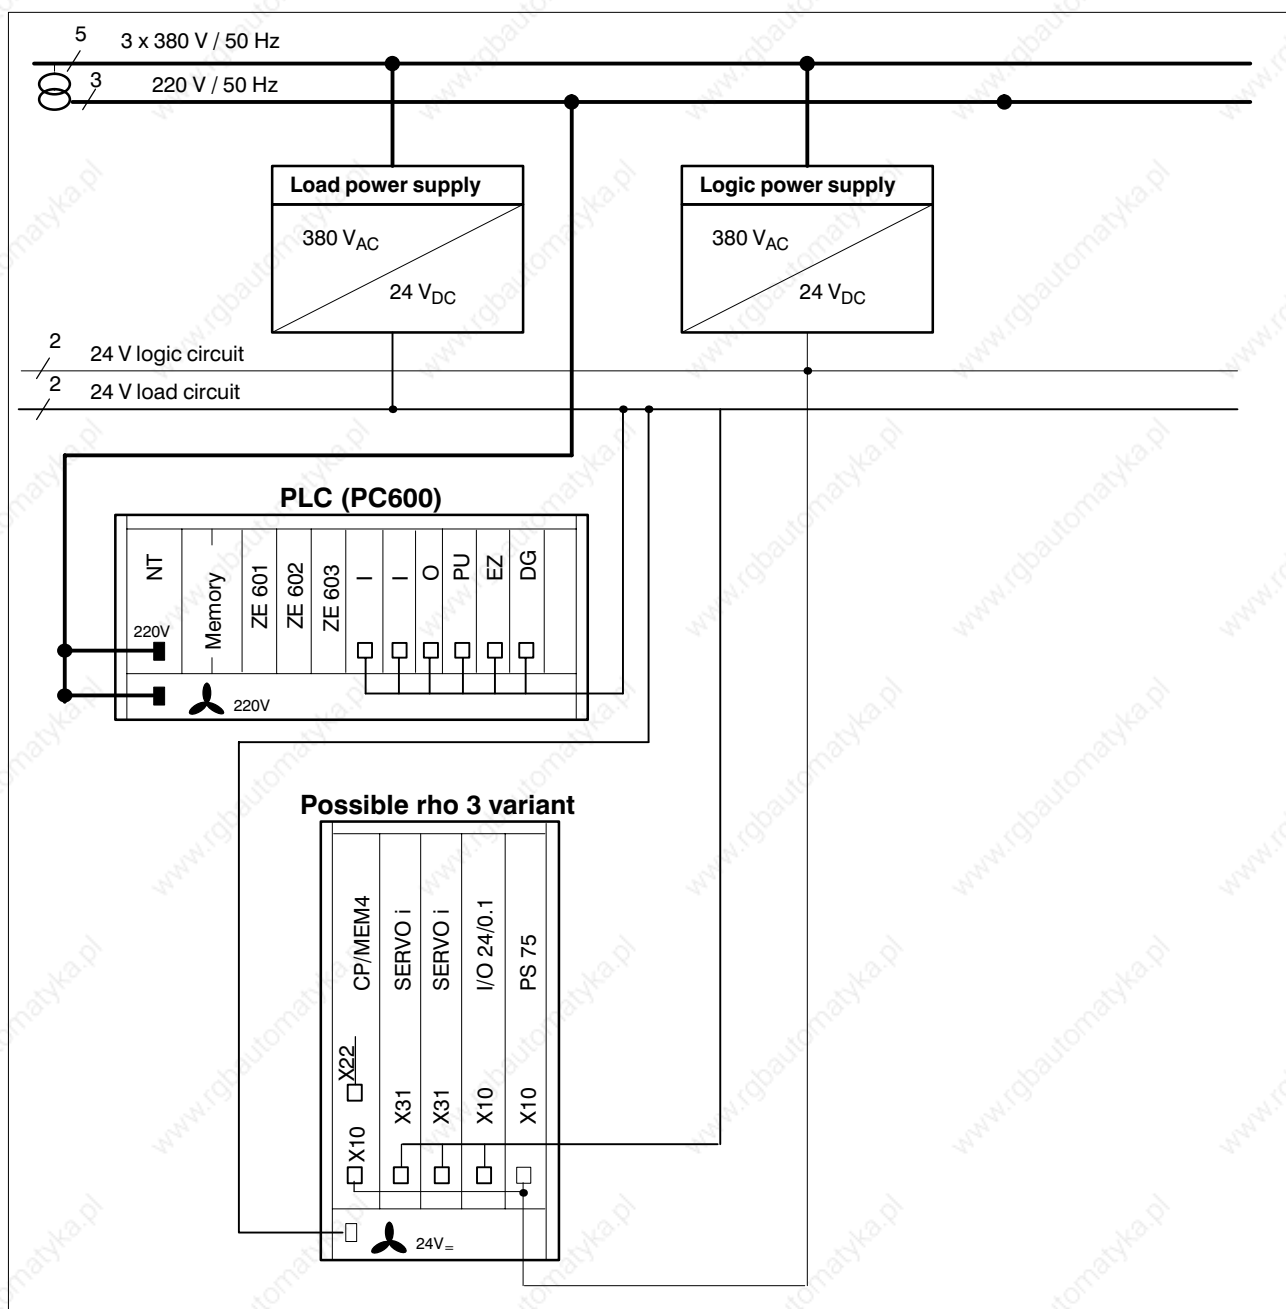 5 3 x 380 V / 50 Hz
3 220 V / 50 Hz
Load power supply
380 VAC
24 VDC
Logic power supply
380 VAC
24 VDC
2 24 V logic circuit
2 24 V load circuit
PLC (PC600)
NT
Memory
ZE 601
ZE 602
ZE 603
I
I
O
PU
EZ
DG
220V
220V
Possible rho 3 variant
CP/MEM4
SERVO i
SERVO i
I/O 24/0.1
PS 75
X22
X31
X31
X10
X10
X10
24V=
www.rgbautomatyka.pl